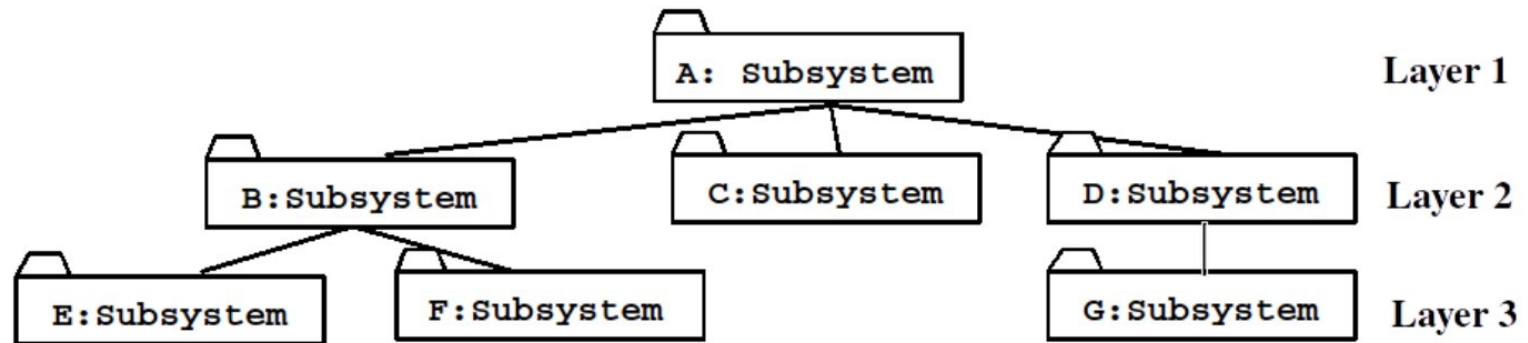 A: Subsystem
Layer 1
B:Subsystem
C:Subsystem
D:Subsystem
Layer 2
E:Subsystem
F:Subsystem
G:Subsystem
Layer 3